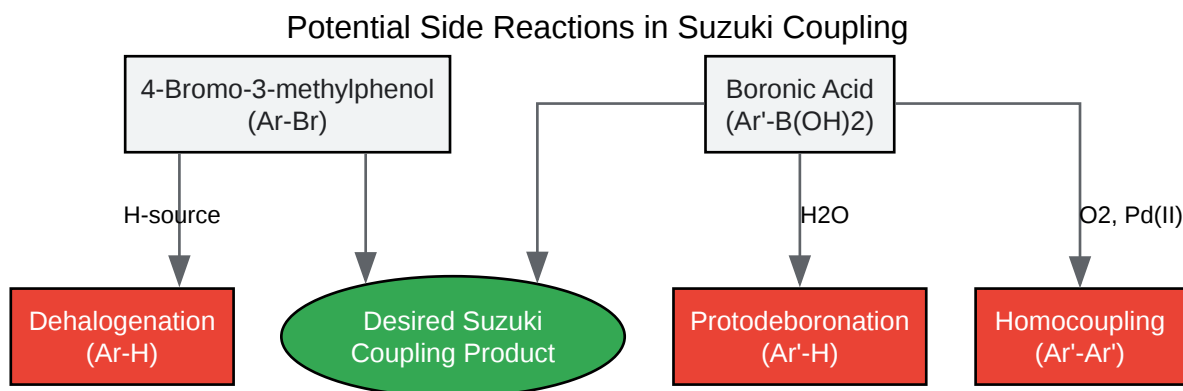 Potential Side Reactions in Suzuki Coupling
4-Bromo-3-methylphenol
(Ar-Br)
Boronic Acid
(Ar'-B(OH)2)
H-source
H2O
O2, Pd(II)
Dehalogenation
(Ar-H)
Desired Suzuki
Coupling Product
Protodeboronation
(Ar'-H)
Homocoupling
(Ar'-Ar')